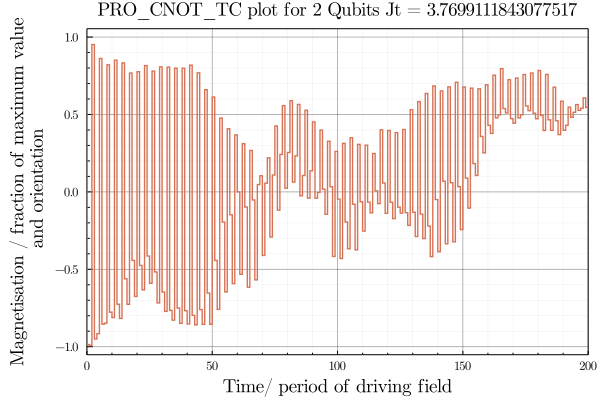 PRO_CNOT_TC plot for 2 Qubits Jt = 3.7699111843077517
Magnetisation / fraction of maximum value
and orientation
1.0
0.5
0.0
−0.5
−1.0
0 50 100 150 200
Time/ period of driving field